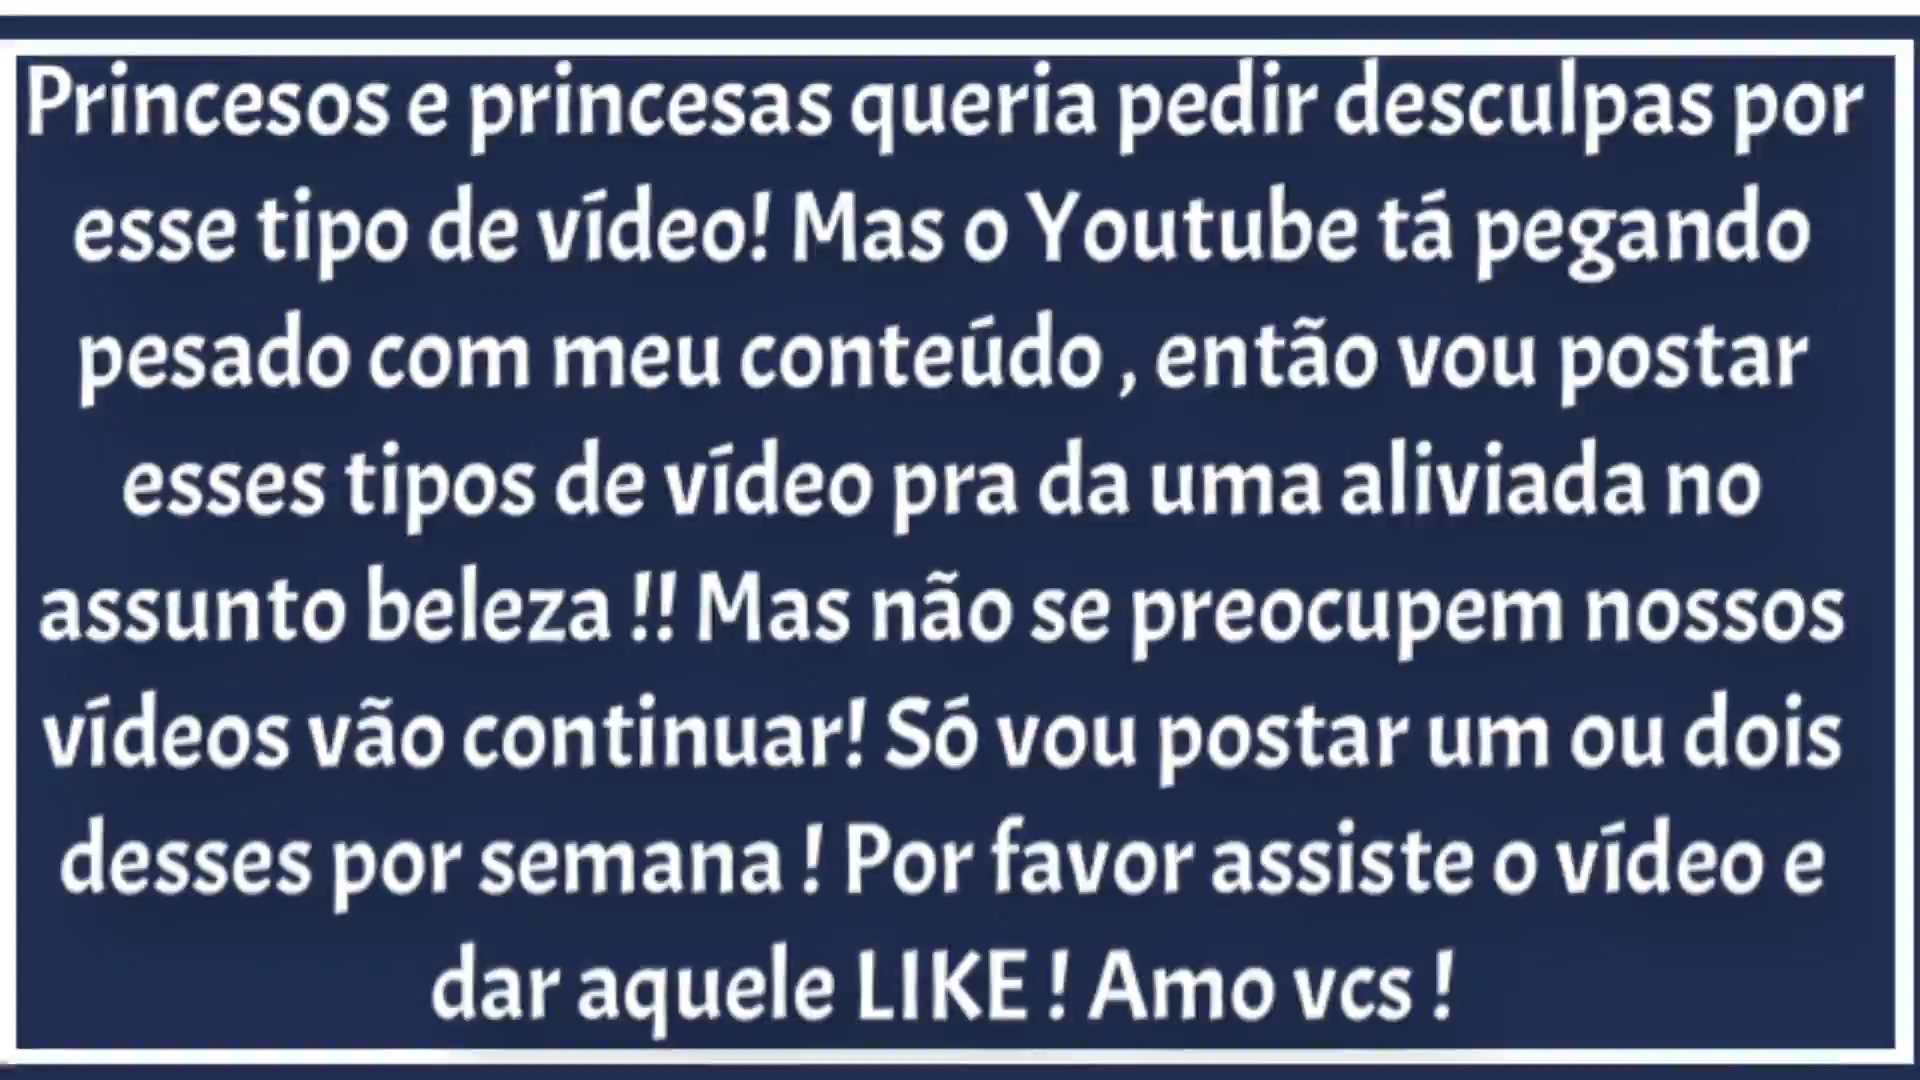 Princesos e princesas queria pedir desculpas por
esse tipo de vídeo! Mas o Youtube tá pegando
pesado com meu conteúdo , então vou postar
esses tipos de vídeo pra da uma aliviada no
assunto beleza !! Mas não se preocupem nossos
vídeos vão continuar! Só vou postar um ou dois
desses por semana ! Por favor assiste o vídeo e
dar aquele LIKE ! Amo vcs !